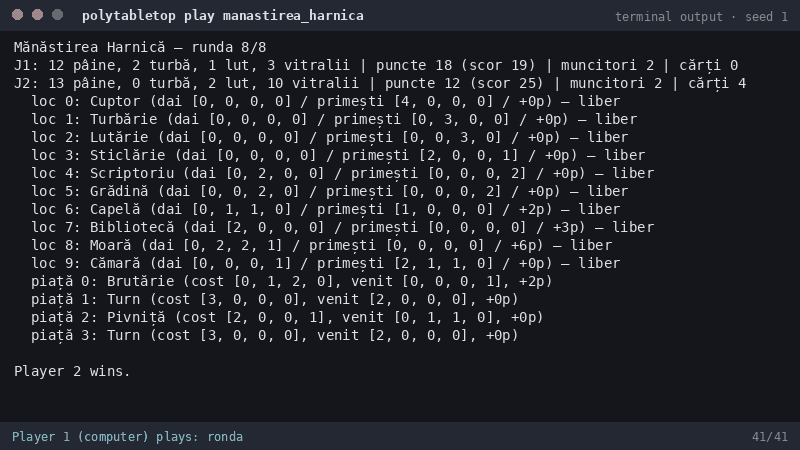 polytabletop play manastirea_harnica
terminal output · seed 1
Mănăstirea Harnică — runda 8/8
J1: 12 pâine, 2 turbă, 1 lut, 3 vitralii | puncte 18 (scor 19) | muncitori 2 | cărți 0
J2: 13 pâine, 0 turbă, 2 lut, 10 vitralii | puncte 12 (scor 25) | muncitori 2 | cărți 4
loc 0: Cuptor (dai [0, 0, 0, 0] / primești [4, 0, 0, 0] / +0p) — liber
loc 1: Turbărie (dai [0, 0, 0, 0] / primești [0, 3, 0, 0] / +0p) — liber
loc 2: Lutărie (dai [0, 0, 0, 0] / primești [0, 0, 3, 0] / +0p) — liber
loc 3: Sticlărie (dai [0, 0, 0, 0] / primești [2, 0, 0, 1] / +0p) — liber
loc 4: Scriptoriu (dai [0, 2, 0, 0] / primești [0, 0, 0, 2] / +0p) — liber
loc 5: Grădină (dai [0, 0, 2, 0] / primești [0, 0, 0, 2] / +0p) — liber
loc 6: Capelă (dai [0, 1, 1, 0] / primești [1, 0, 0, 0] / +2p) — liber
loc 7: Bibliotecă (dai [2, 0, 0, 0] / primești [0, 0, 0, 0] / +3p) — liber
loc 8: Moară (dai [0, 2, 2, 1] / primești [0, 0, 0, 0] / +6p) — liber
loc 9: Cămară (dai [0, 0, 0, 1] / primești [2, 1, 1, 0] / +0p) — liber
piață 0: Brutărie (cost [0, 1, 2, 0], venit [0, 0, 0, 1], +2p)
piață 1: Turn (cost [3, 0, 0, 0], venit [2, 0, 0, 0], +0p)
piață 2: Pivniță (cost [2, 0, 0, 1], venit [0, 1, 1, 0], +0p)
piață 3: Turn (cost [3, 0, 0, 0], venit [2, 0, 0, 0], +0p)
Player 2 wins.
Player 1 (computer) plays: ronda
41/41